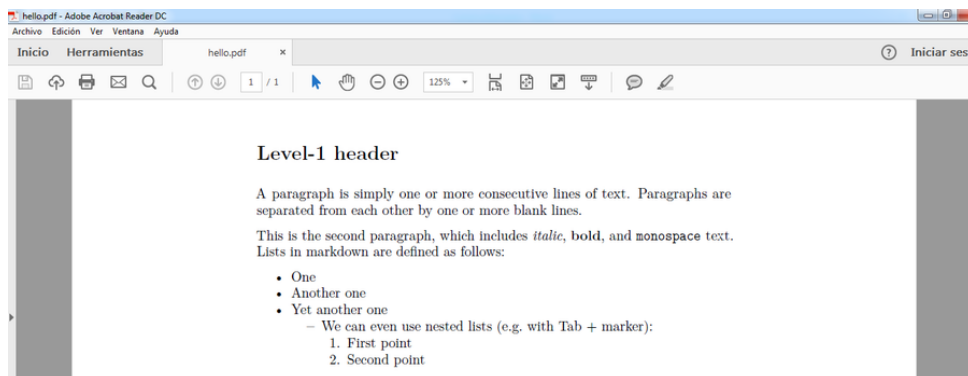 hello.pdf - Adobe Acrobat Reader DC
Archivo Edición Ver Ventana Ayuda
Inicio Herramientas hello.pdf × ? Iniciar ses
1 / 1 125%
Level-1 header
A paragraph is simply one or more consecutive lines of text. Paragraphs are
separated from each other by one or more blank lines.
This is the second paragraph, which includes italic, bold, and monospace text.
Lists in markdown are defined as follows:
• One
• Another one
• Yet another one
– We can even use nested lists (e.g. with Tab + marker):
1. First point
2. Second point